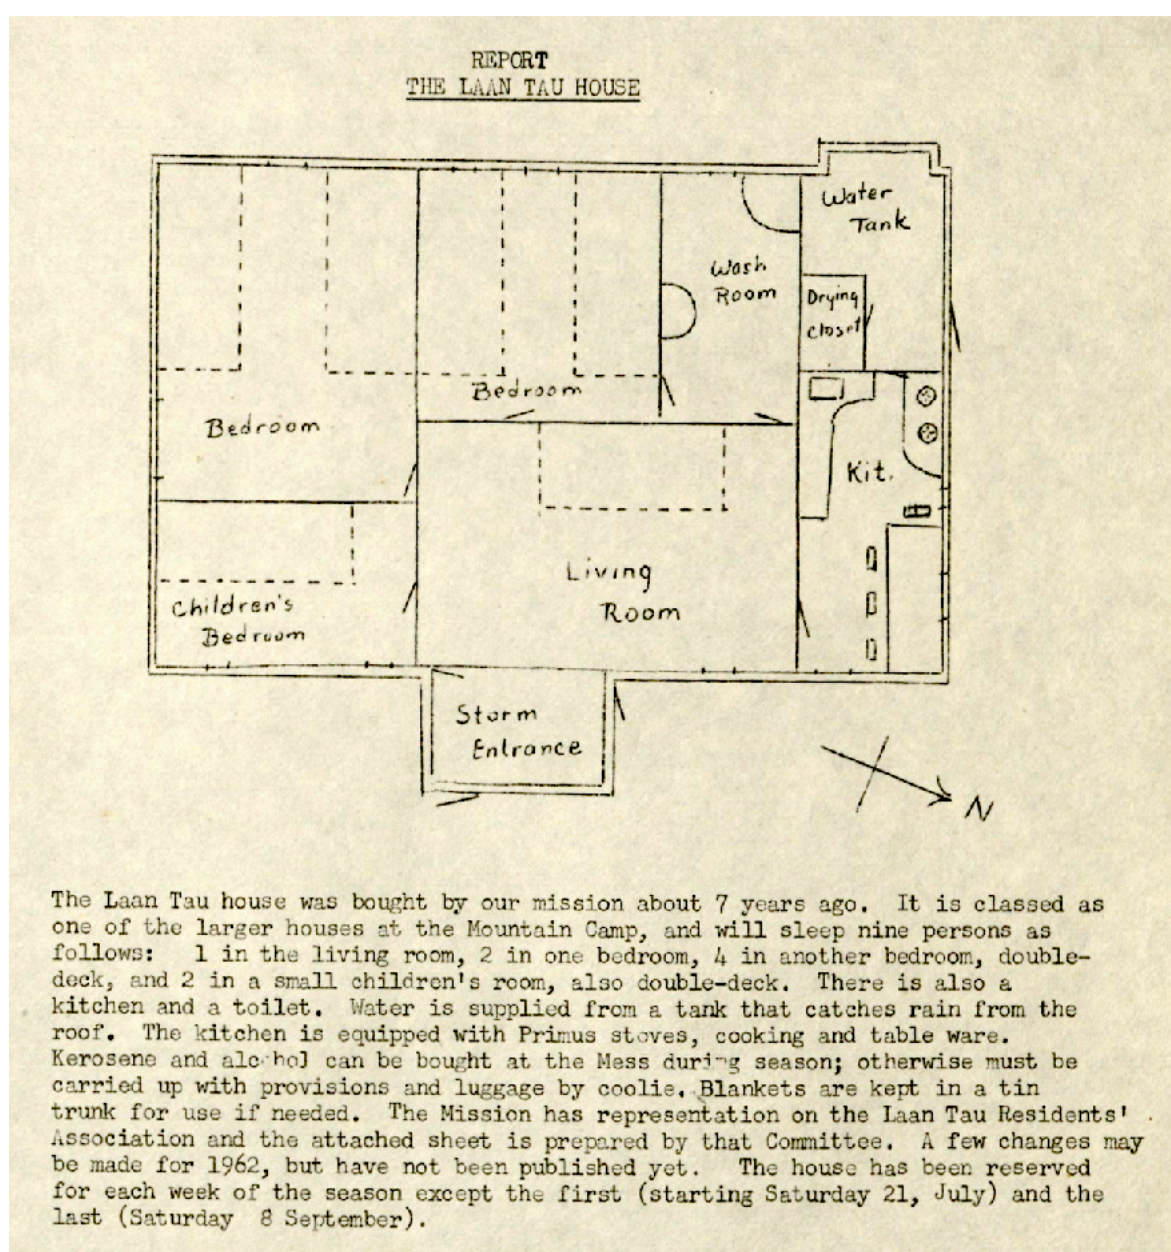 REPORT
THE LAAN TAU HOUSE
Water
Tank
Wash
Room
Drying
Closet
Bedroom
Bedroom
Kit.
Living
Room
Children's
Bedroom
Storm
Entrance
N
The Laan Tau house was bought by our mission about 7 years ago. It is classed as
one of the larger houses at the Mountain Camp, and will sleep nine persons as
follows: 1 in the living room, 2 in one bedroom, 4 in another bedroom, double-
deck, and 2 in a small children's room, also double-deck. There is also a
kitchen and a toilet. Water is supplied from a tank that catches rain from the
roof. The kitchen is equipped with Primus stoves, cooking and table ware.
Kerosene and alcohol can be bought at the Mess during season; otherwise must be
carried up with provisions and luggage by coolie. Blankets are kept in a tin
trunk for use if needed. The Mission has representation on the Laan Tau Residents'
Association and the attached sheet is prepared by that Committee. A few changes may
be made for 1962, but have not been published yet. The house has been reserved
for each week of the season except the first (starting Saturday 21, July) and the
last (Saturday 8 September).